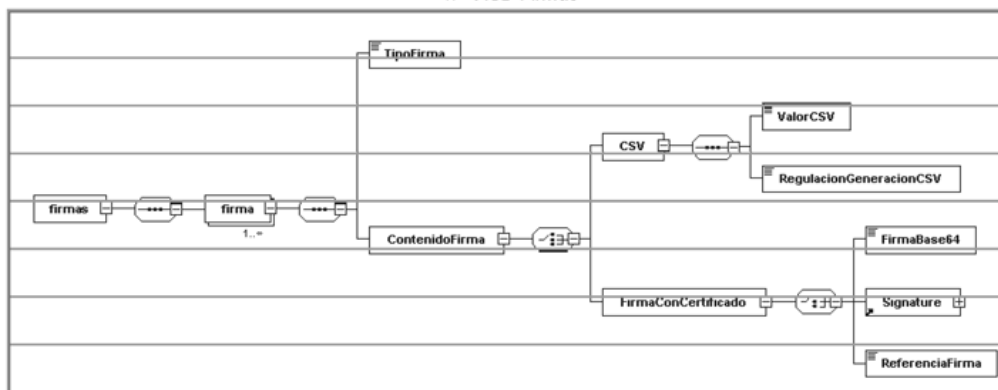 TipoFirma
ValorCSV
CSV
RegulacionGeneracionCSV
firmas
firma
1..∞
ContenidoFirma
FirmaBase64
FirmaConCertificado
Signature
ReferenciaFirma